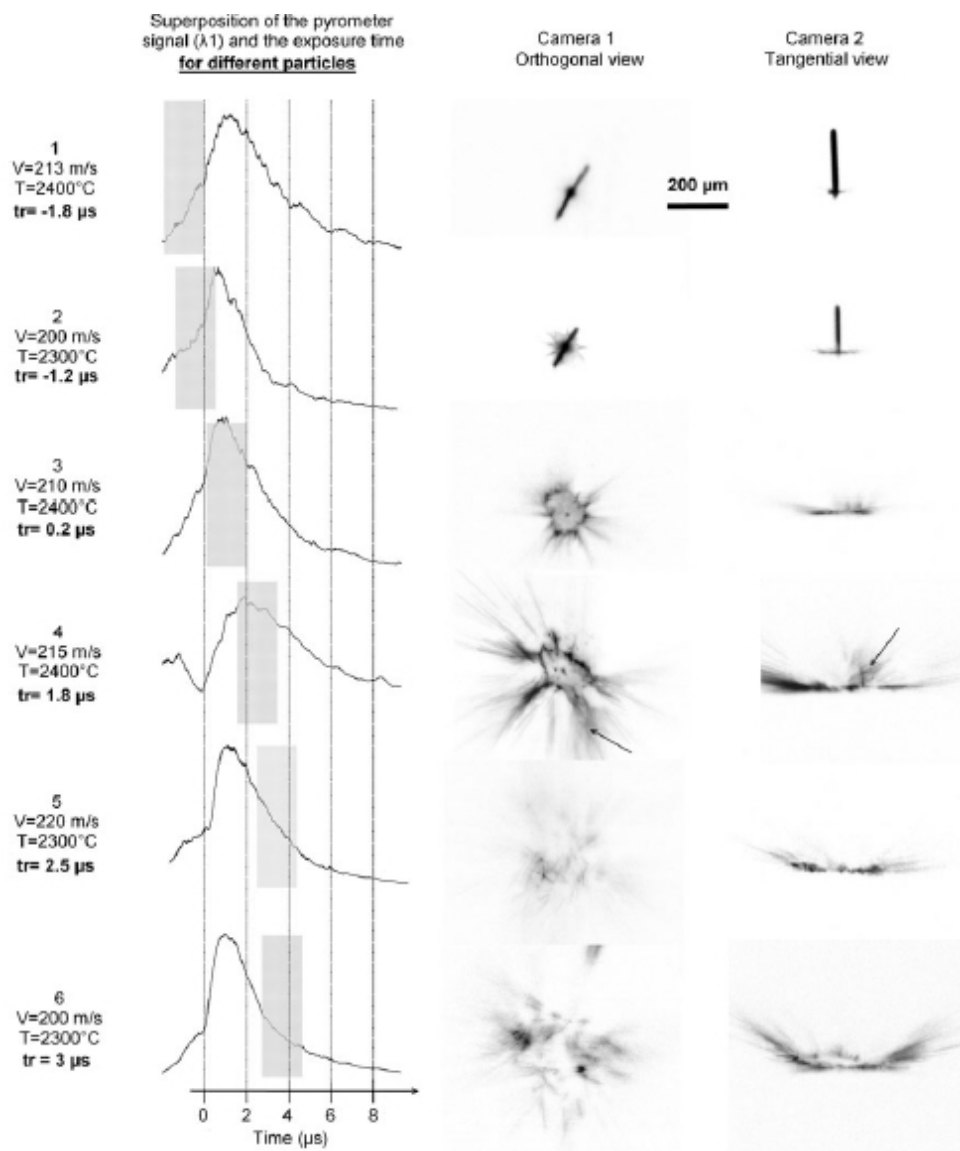 Superposition of the pyrometer
signal (λ1) and the exposure time
for different particles
Camera 1
Orthogonal view
Camera 2
Tangential view
1
V=213 m/s
T=2400°C
tr= -1.8 µs
200 µm
2
V=200 m/s
T=2300°C
tr= -1.2 µs
3
V=210 m/s
T=2400°C
tr= 0.2 µs
4
V=215 m/s
T=2400°C
tr= 1.8 µs
5
V=220 m/s
T=2300°C
tr= 2.5 µs
6
V=200 m/s
T=2300°C
tr = 3 µs
0 2 4 6 8
Time (µs)